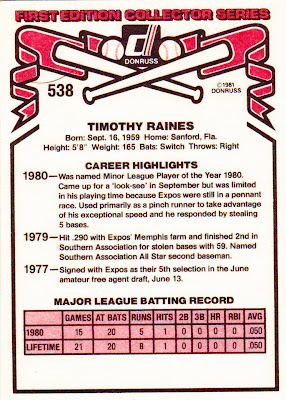 FIRST EDITION COLLECTOR SERIES
DONRUSS
538
©1981
DONRUSS
TIMOTHY RAINES
Born: Sept. 16, 1959 Home: Sanford, Fla.
Height: 5'8" Weight: 165 Bats: Switch Throws: Right
CAREER HIGHLIGHTS
1980—Was named Minor League Player of the Year 1980.
Came up for a 'look-see' in September but was limited
in his playing time because Expos were still in a pennant
race. Used primarily as a pinch runner to take advantage
of his exceptional speed and he responded by stealing
5 bases.
1979—Hit .290 with Expos' Memphis farm and finished 2nd in
Southern Association for stolen bases with 59. Named
Southern Association All Star second baseman.
1977—Signed with Expos as their 5th selection in the June
amateur free agent draft, June 13.
MAJOR LEAGUE BATTING RECORD
GAMES AT BATS RUNS HITS 2B 3B HR RBI AVG
1980 15 20 5 1 0 0 0 0 .050
LIFETIME 21 20 8 1 0 0 0 0 .050